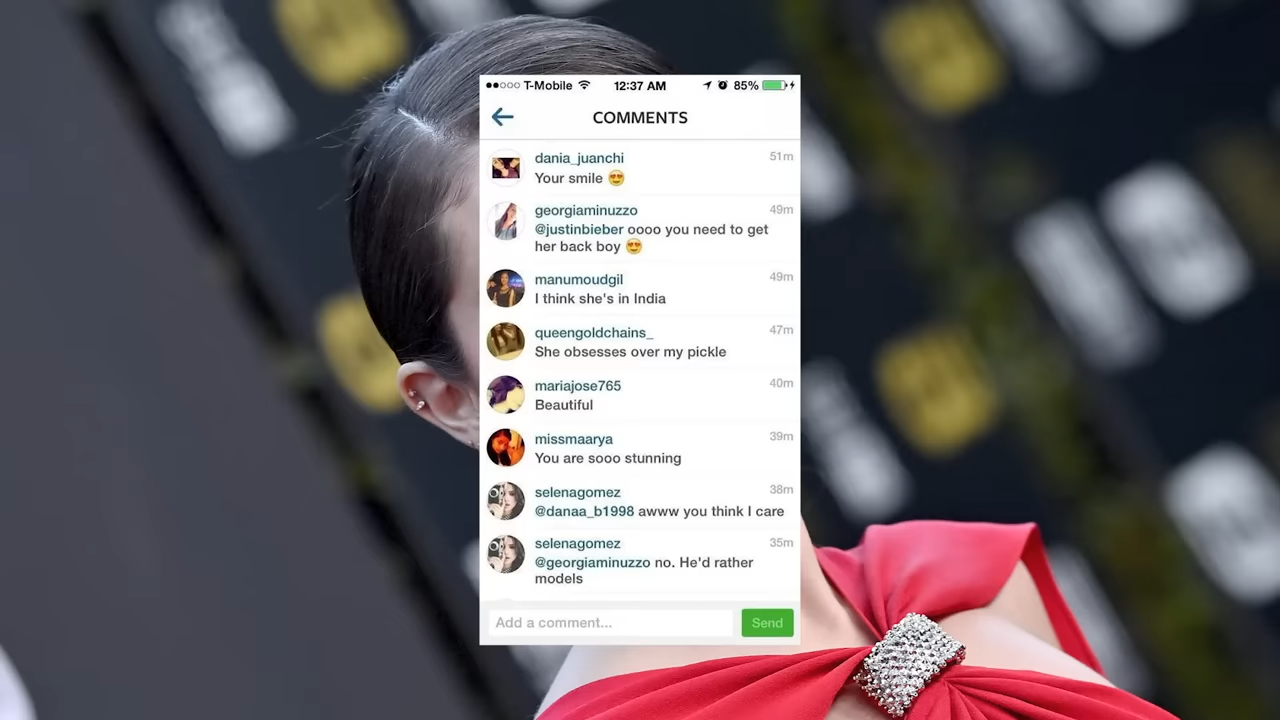 T-Mobile 12:37 AM 85%
COMMENTS
dania_juanchi 51m
Your smile 😍
georgiaminuzzo 49m
@justinbieber oooo you need to get
her back boy 😍
manumoudgil 49m
I think she's in India
queengoldchains_ 47m
She obsesses over my pickle
mariajose765 40m
Beautiful
missmaarya 39m
You are sooo stunning
selenagomez 38m
@danaa_b1998 awww you think I care
selenagomez 35m
@georgiaminuzzo no. He'd rather
models
Add a comment... Send